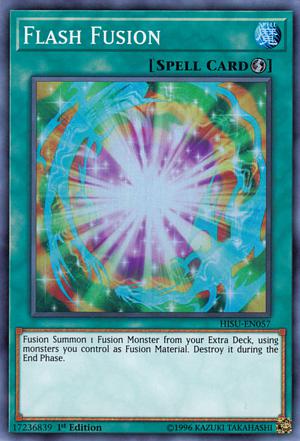 Flash Fusion
[Spell Card]
HISU-EN057
Fusion Summon 1 Fusion Monster from your Extra Deck, using
monsters you control as Fusion Material. Destroy it during the
End Phase.
17236839 1st Edition ©1996 KAZUKI TAKAHASHI